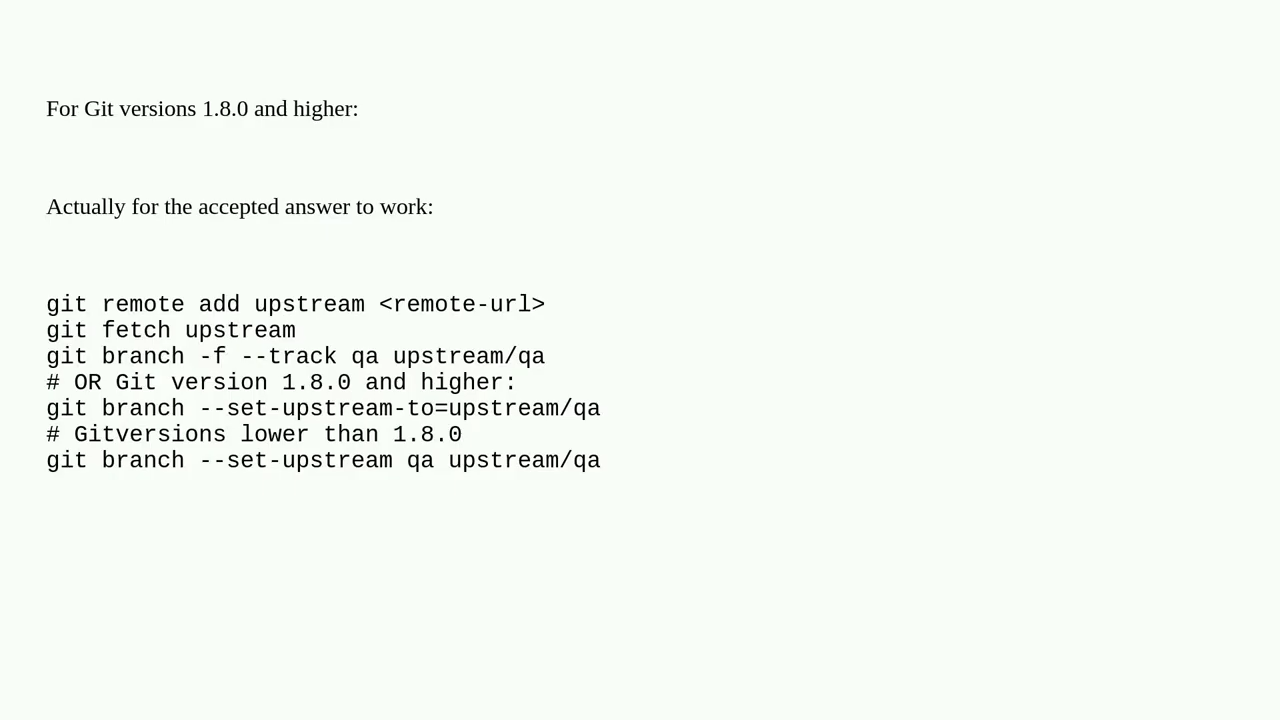 For Git versions 1.8.0 and higher:
Actually for the accepted answer to work:
git remote add upstream <remote-url>
git fetch upstream
git branch -f --track qa upstream/qa
# OR Git version 1.8.0 and higher:
git branch --set-upstream-to=upstream/qa
# Gitversions lower than 1.8.0
git branch --set-upstream qa upstream/qa